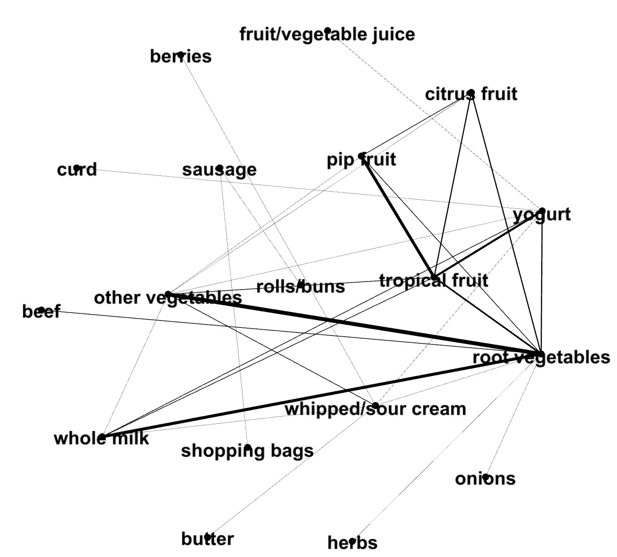 fruit/vegetable juice
berries
citrus fruit
pip fruit
curd
sausage
yogurt
tropical fruit
rolls/buns
other vegetables
beef
root vegetables
whipped/sour cream
whole milk
shopping bags
onions
butter
herbs